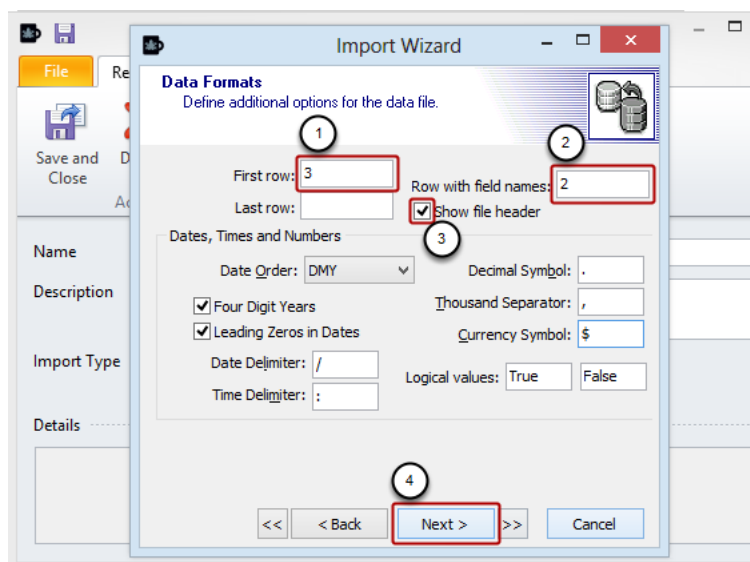 Import Wizard
File
Re
Data Formats
Define additional options for the data file.
1
2
Save and
Close
D
Ac
First row: 3
Row with field names: 2
Last row:
Show file header
3
Dates, Times and Numbers
Name
Date Order: DMY
Decimal Symbol: .
Description
Four Digit Years
Thousand Separator: ,
Leading Zeros in Dates
Currency Symbol: $
Import Type
Date Delimiter: /
Logical values: True False
Time Delimiter: :
Details
4
<< < Back Next > >> Cancel